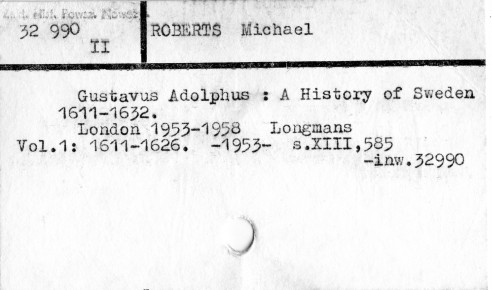 32 990
II
ROBERTS Michael
Gustavus Adolphus : A History of Sweden
1611-1632.
London 1953-1958 Longmans
Vol.1: 1611-1626. -1953- s.XIII,585
-inw.32990